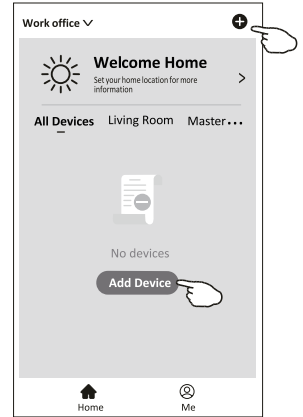 Work office
Welcome Home
Set your home location for more
information
All Devices Living Room Master...
No devices
Add Device
Home Me